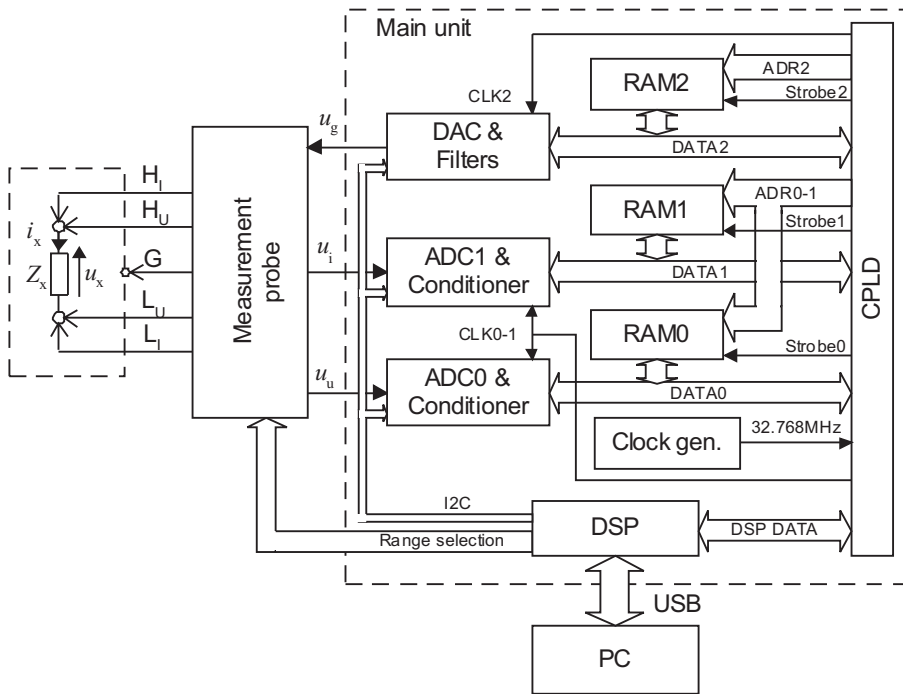 Main unit
RAM2
ADR2
Strobe2
CLK2
DAC &
Filters
DATA2
u_g
Measurement
probe
H_I
H_U
G
L_U
L_I
i_x
Z_x
u_x
u_i
u_u
RAM1
ADR0-1
Strobe1
ADC1 &
Conditioner
DATA1
CLK0-1
RAM0
Strobe0
ADC0 &
Conditioner
DATA0
CPLD
Clock gen.
32.768MHz
I2C
Range selection
DSP
DSP DATA
USB
PC